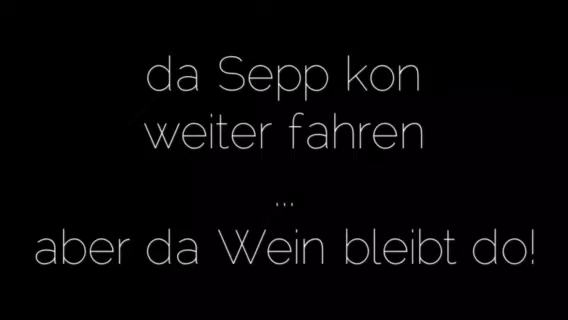 da Sepp kon
weiter fahren
...
aber da Wein bleibt do!